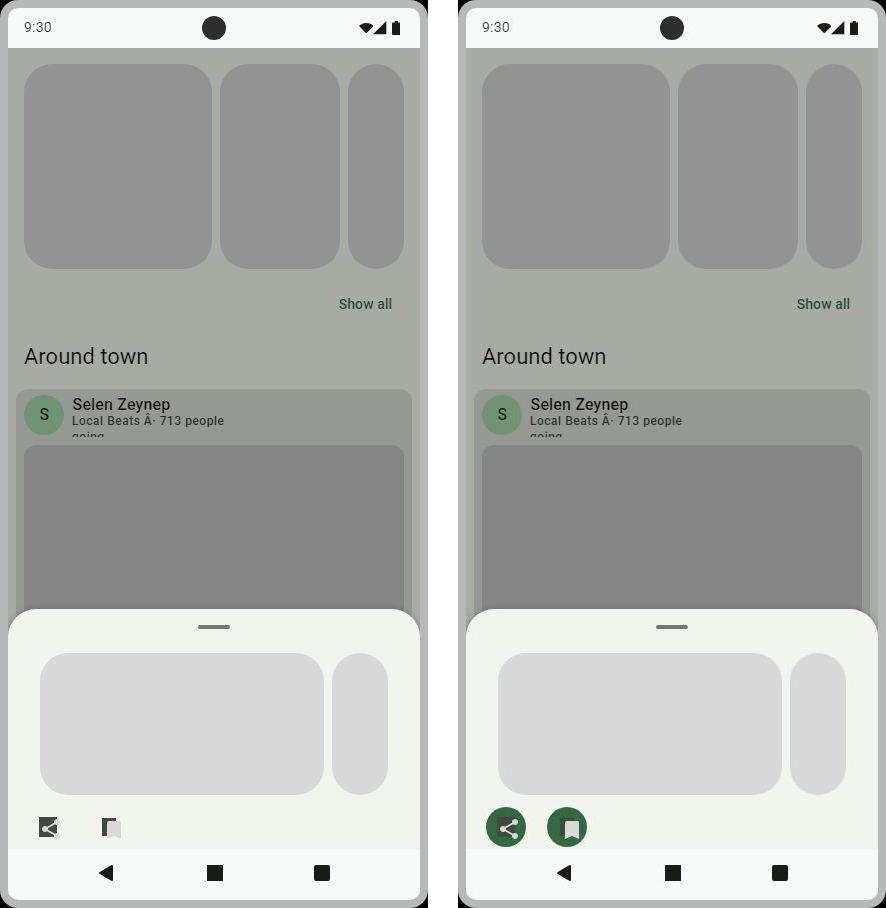 9:30
Show all
Around town
S
Selen Zeynep
Local Beats Â· 713 people
going
9:30
Show all
Around town
S
Selen Zeynep
Local Beats Â· 713 people
going